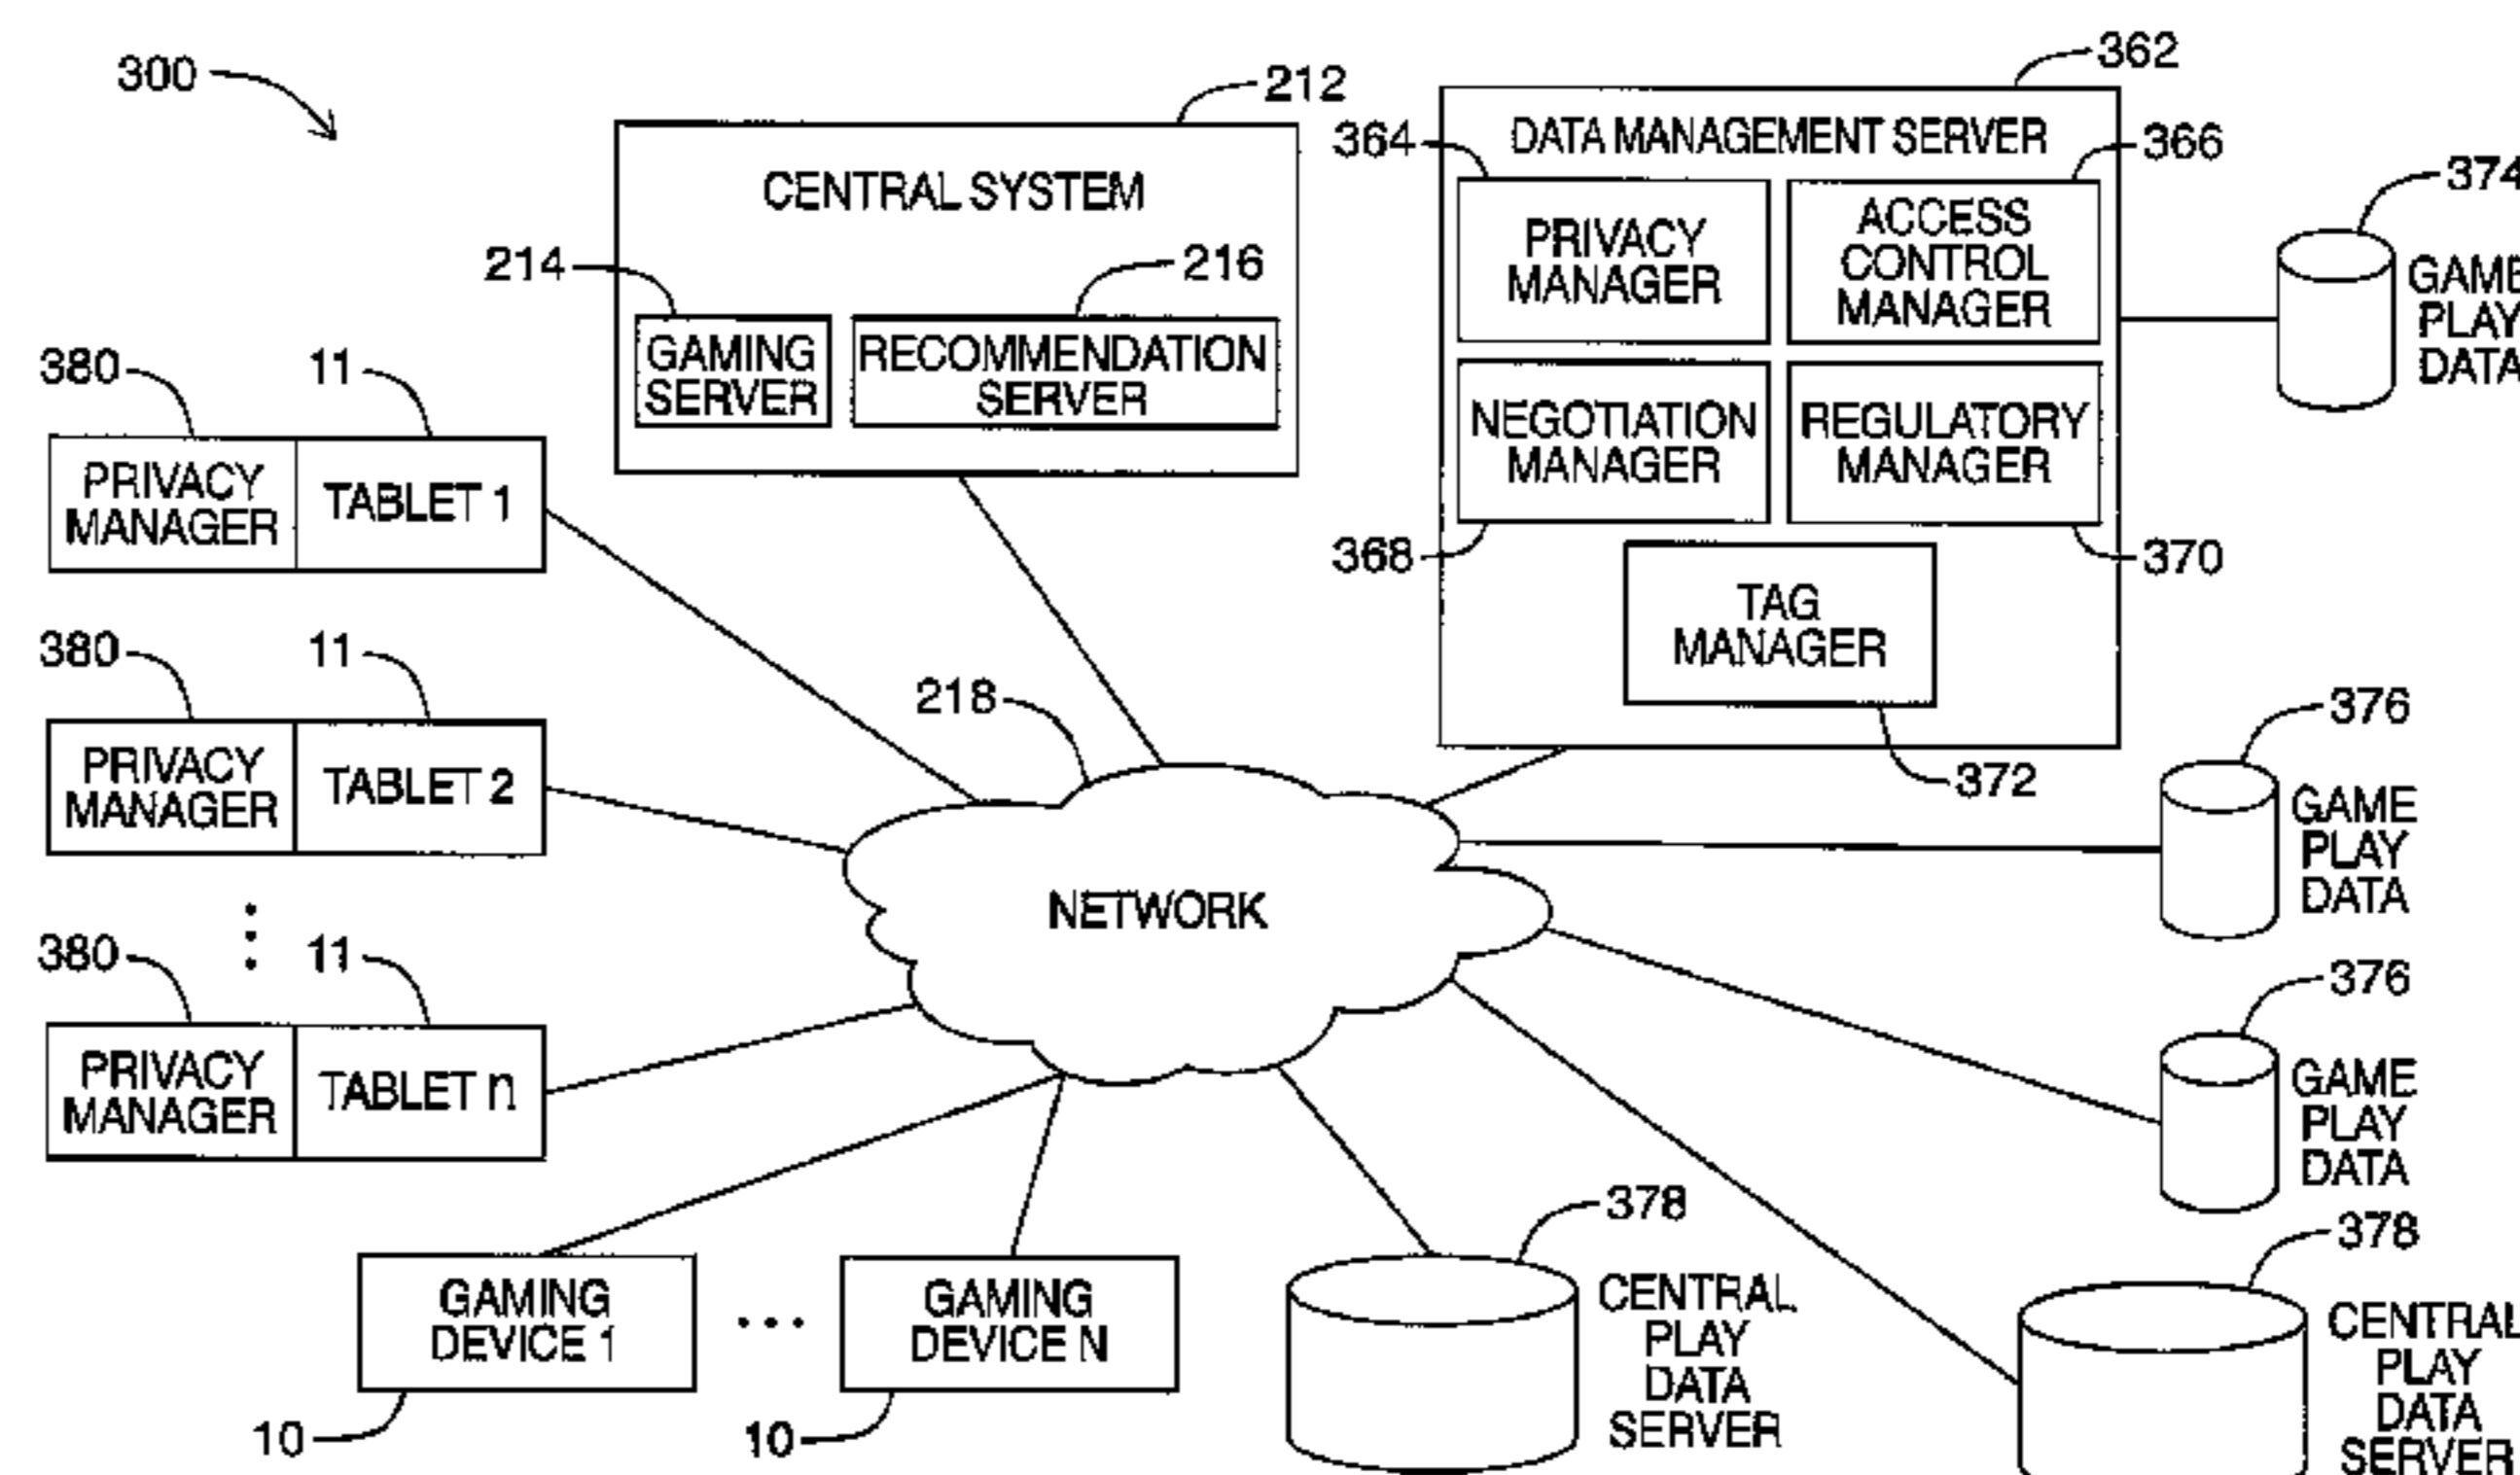 300
212
CENTRAL SYSTEM
214
216
GAMING
SERVER
RECOMMENDATION
SERVER
362
DATA MANAGEMENT SERVER
364
366
PRIVACY
MANAGER
ACCESS
CONTROL
MANAGER
NEGOTIATION
MANAGER
REGULATORY
MANAGER
368
370
TAG
MANAGER
372
374
GAME
PLAY
DATA
380
11
PRIVACY
MANAGER
TABLET 1
380
11
PRIVACY
MANAGER
TABLET 2
380
11
PRIVACY
MANAGER
TABLET n
218
NETWORK
376
GAME
PLAY
DATA
376
GAME
PLAY
DATA
GAMING
DEVICE 1
10
GAMING
DEVICE N
10
378
CENTRAL
PLAY
DATA
SERVER
378
CENTRAL
PLAY
DATA
SERVER